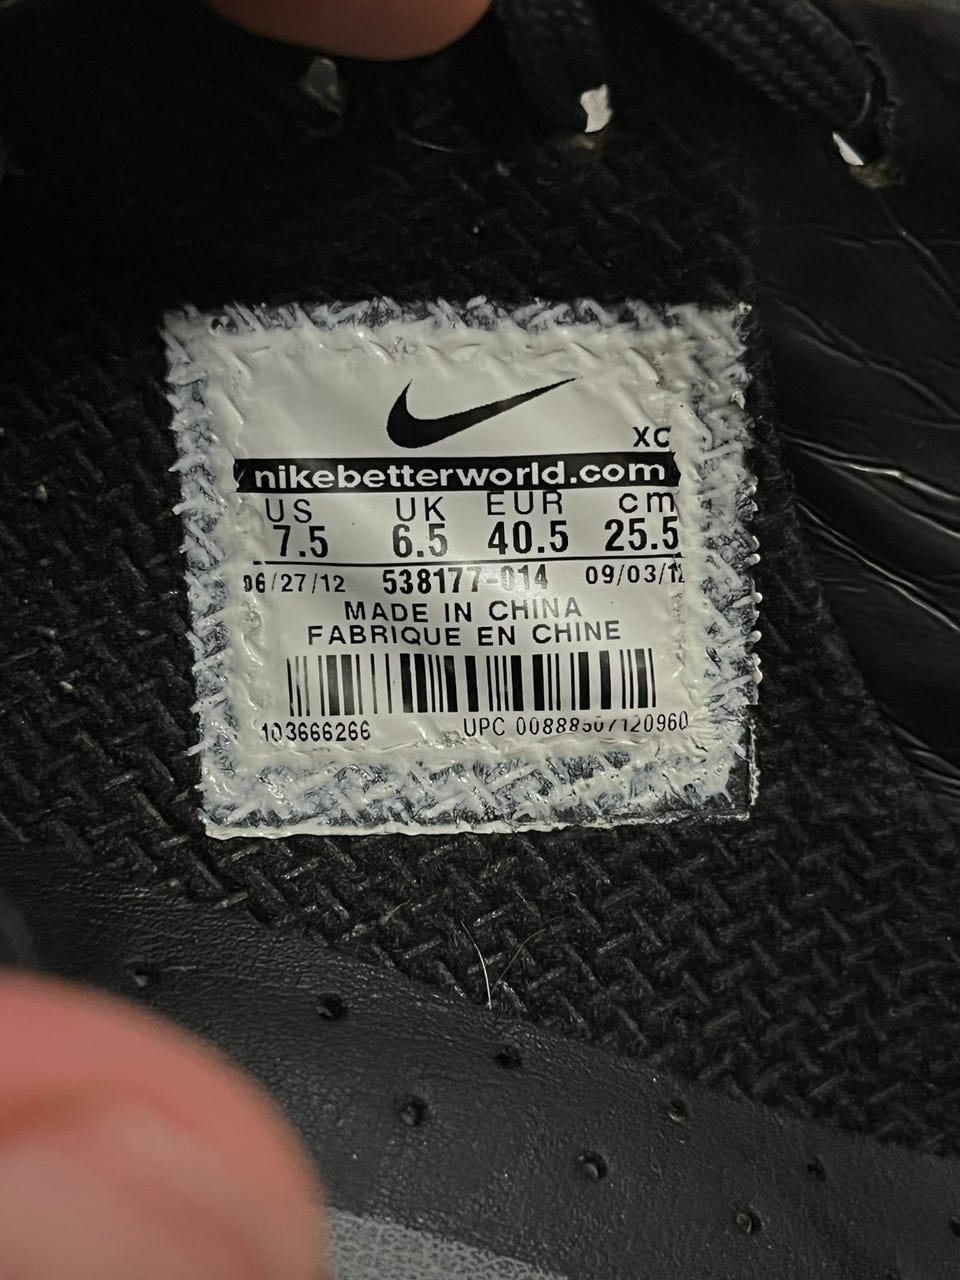 XC
nikebetterworld.com
US UK EUR cm
7.5 6.5 40.5 25.5
06/27/12 538177-014 09/03/12
MADE IN CHINA
FABRIQUE EN CHINE
103666266 UPC 00888507120960